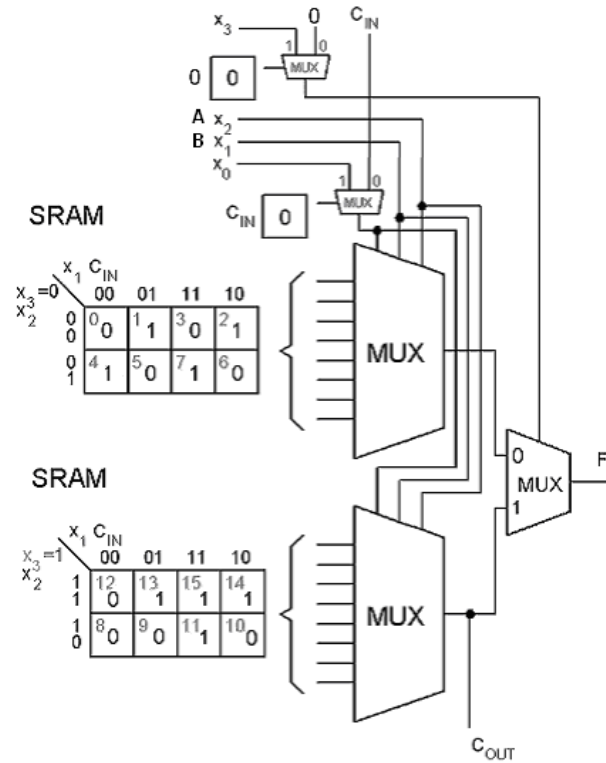 x3 0 CIN
1 0
MUX
0 0
A x2
B x1
x0
1 0
MUX
CIN 0
SRAM
x1 CIN
x3=0
x2
00 01 11 10
0 0 0 0 1 1 3 0 2 1
0 1 4 1 5 0 7 1 6 0
MUX
0
MUX
1
F
SRAM
x1 CIN
x3=1
x2
00 01 11 10
1 1 12 0 13 1 15 1 14 1
1 0 8 0 9 0 11 1 10 0
MUX
COUT